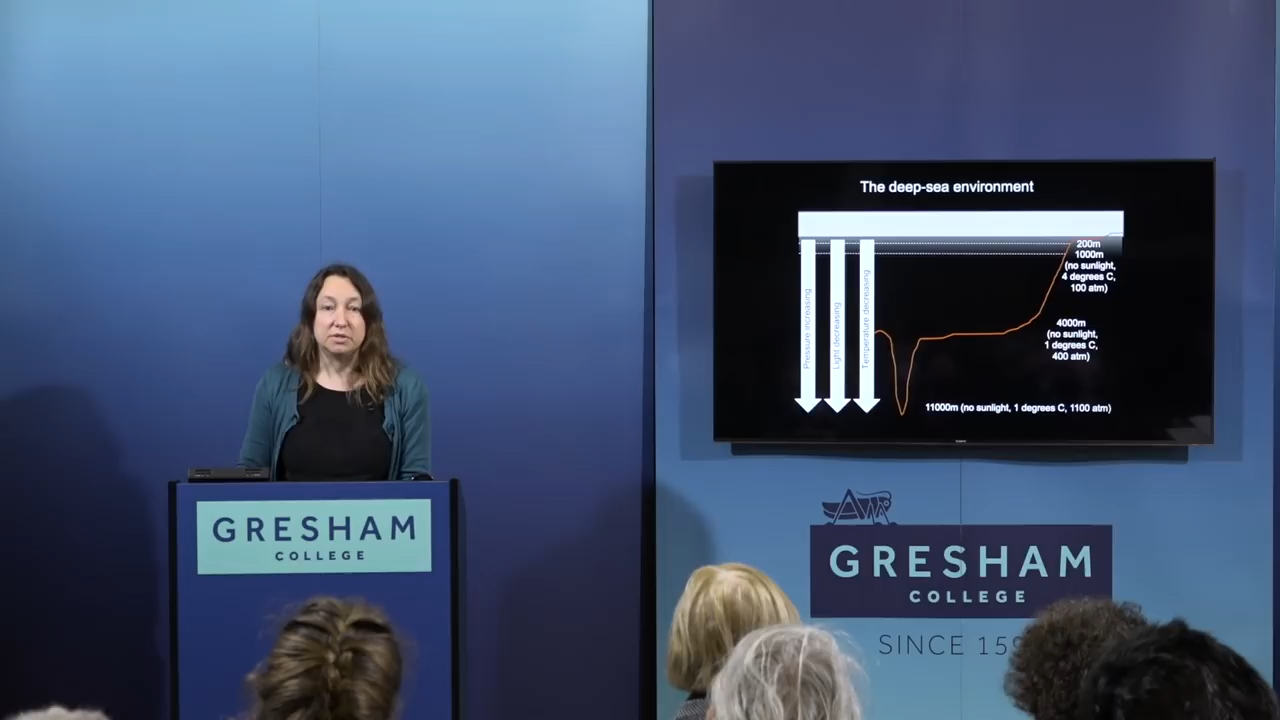 The deep-sea environment
Pressure increasing
Light decreasing
Temperature decreasing
200m
1000m
(no sunlight,
4 degrees C,
100 atm)
4000m
(no sunlight,
1 degrees C,
400 atm)
11000m (no sunlight, 1 degrees C, 1100 atm)
GRESHAM
COLLEGE
GRESHAM
COLLEGE
SINCE